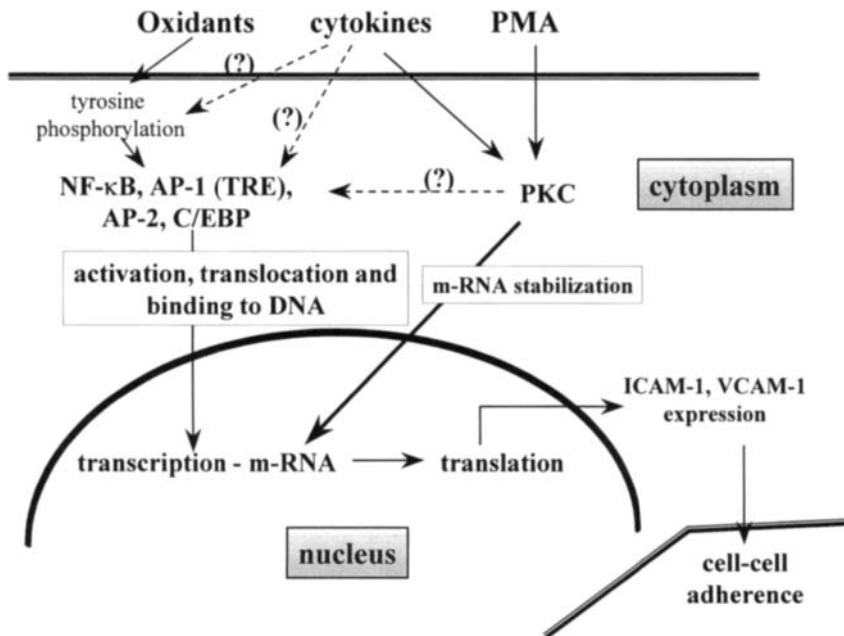 Oxidants cytokines PMA
(?)
tyrosine
phosphorylation
(?)
NF-κB, AP-1 (TRE),
AP-2, C/EBP
(?)
PKC
cytoplasm
activation, translocation and
binding to DNA
m-RNA stabilization
ICAM-1, VCAM-1
expression
transcription - m-RNA
translation
nucleus
cell-cell
adherence